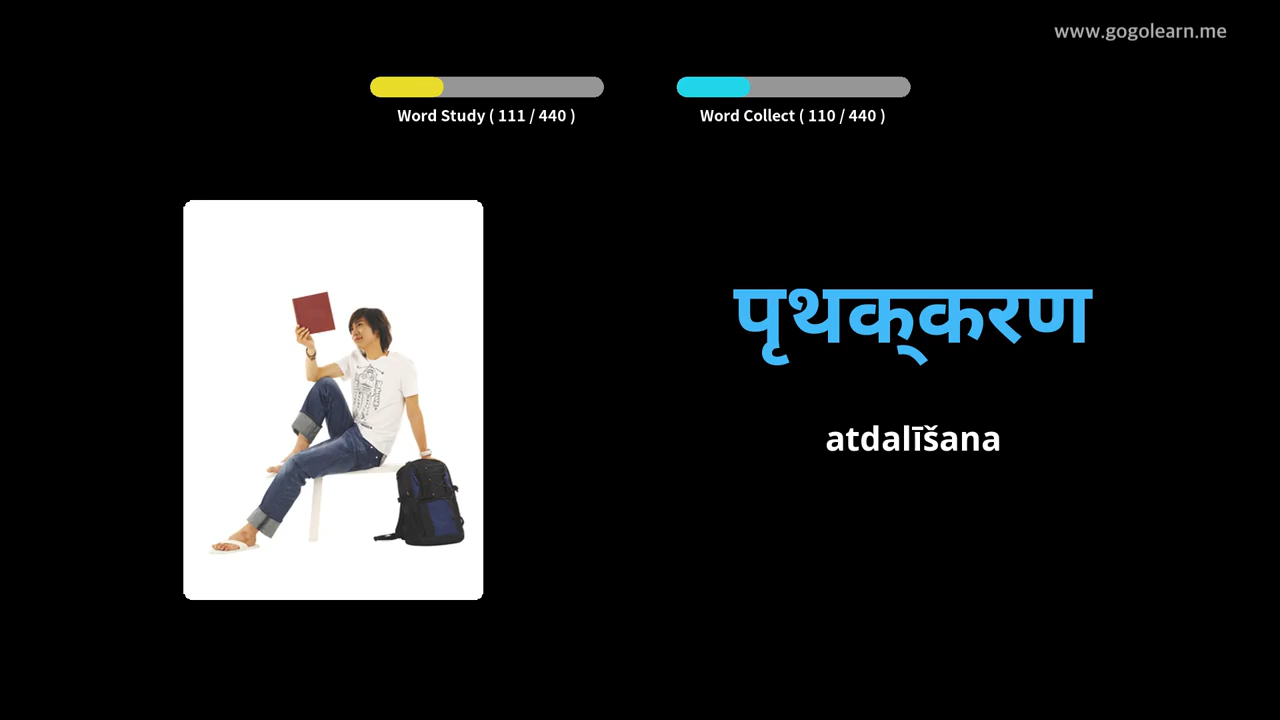 www.gogolearn.me
Word Study ( 111 / 440 )
Word Collect ( 110 / 440 )
पृथक्करण
atdalīšana